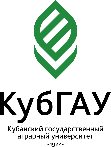 КубГАУ
Кубанский государственный
аграрный университет